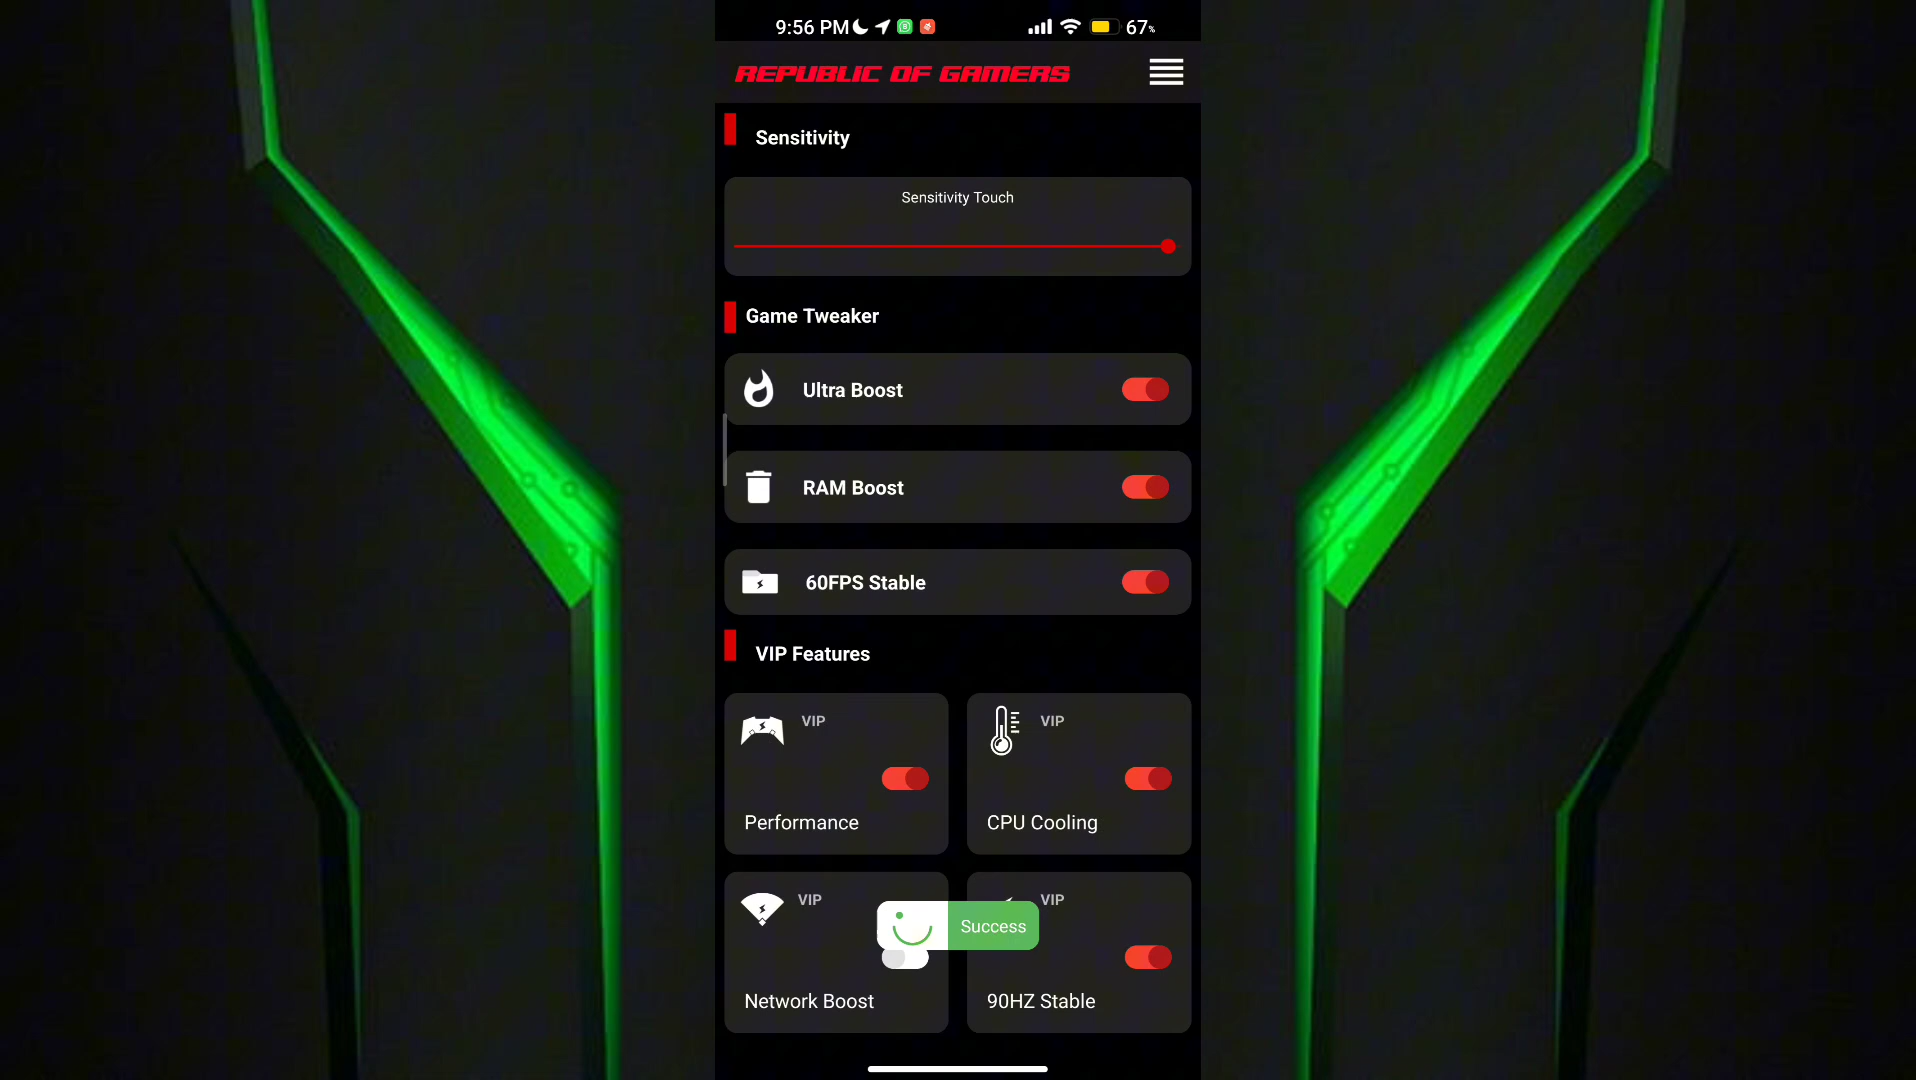 9:56 PM
67%
REPUBLIC OF GAMERS
Sensitivity
Sensitivity Touch
Game Tweaker
Ultra Boost
RAM Boost
60FPS Stable
VIP Features
VIP
Performance
VIP
CPU Cooling
VIP
Network Boost
VIP
90HZ Stable
Success